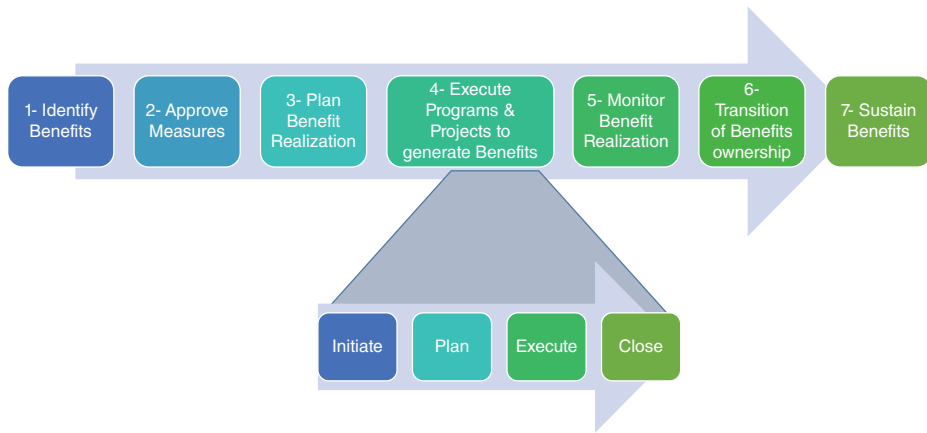 1- Identify
Benefits
2- Approve
Measures
3- Plan
Benefit
Realization
4- Execute
Programs &
Projects to
generate Benefits
5- Monitor
Benefit
Realization
6-
Transition
of Benefits
ownership
7- Sustain
Benefits
Initiate
Plan
Execute
Close